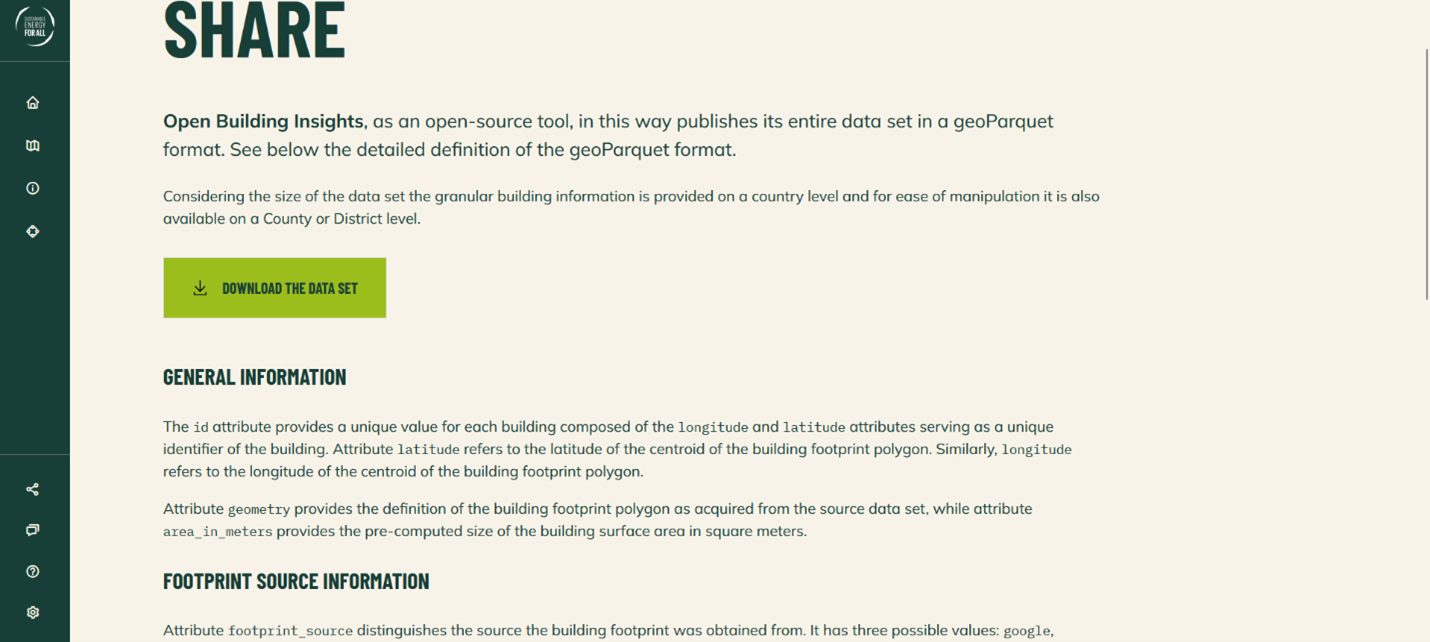 SUSTAINABLE
ENERGY
FOR ALL
SHARE
Open Building Insights, as an open-source tool, in this way publishes its entire data set in a geoParquet
format. See below the detailed definition of the geoParquet format.
Considering the size of the data set the granular building information is provided on a country level and for ease of manipulation it is also
available on a County or District level.
DOWNLOAD THE DATA SET
GENERAL INFORMATION
The id attribute provides a unique value for each building composed of the longitude and latitude attributes serving as a unique
identifier of the building. Attribute latitude refers to the latitude of the centroid of the building footprint polygon. Similarly, longitude
refers to the longitude of the centroid of the building footprint polygon.
Attribute geometry provides the definition of the building footprint polygon as acquired from the source data set, while attribute
area_in_meters provides the pre-computed size of the building surface area in square meters.
FOOTPRINT SOURCE INFORMATION
Attribute footprint_source distinguishes the source the building footprint was obtained from. It has three possible values: google,